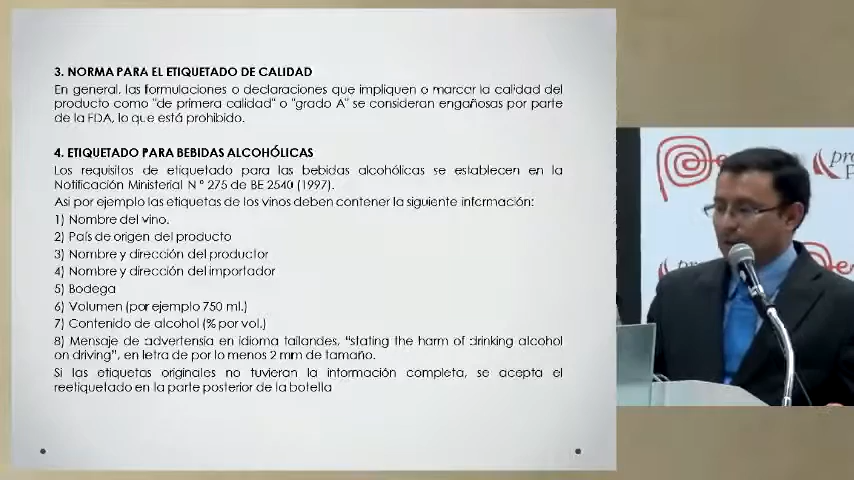 3. NORMA PARA EL ETIQUETADO DE CALIDAD
En general, las formulaciones o declaraciones que impliquen o marcar la calidad del
producto como "de primera calidad" o "grado A" se consideran engañosas por parte
de la FDA, lo que está prohibido.
4. ETIQUETADO PARA BEBIDAS ALCOHÓLICAS
Los requisitos de etiquetado para las bebidas alcohólicas se establecen en la
Notificación Ministerial N º 275 de BE 2540 (1997).
Asi por ejemplo las etiquetas de los vinos deben contener la siguiente información:
1) Nombre del vino.
2) País de origen del producto
3) Nombre y dirección del productor
4) Nombre y dirección del importador
5) Bodega
6) Volumen (por ejemplo 750 ml.)
7) Contenido de alcohol (% por vol.)
8) Mensaje de advertensia en idioma tailandes, "stating the harm of drinking alcohol
on driving", en letra de por lo menos 2 mm de tamaño.
Si las etiquetas originales no tuvieran la información completa, se acepta el
reetiquetado en la parte posterior de la botella